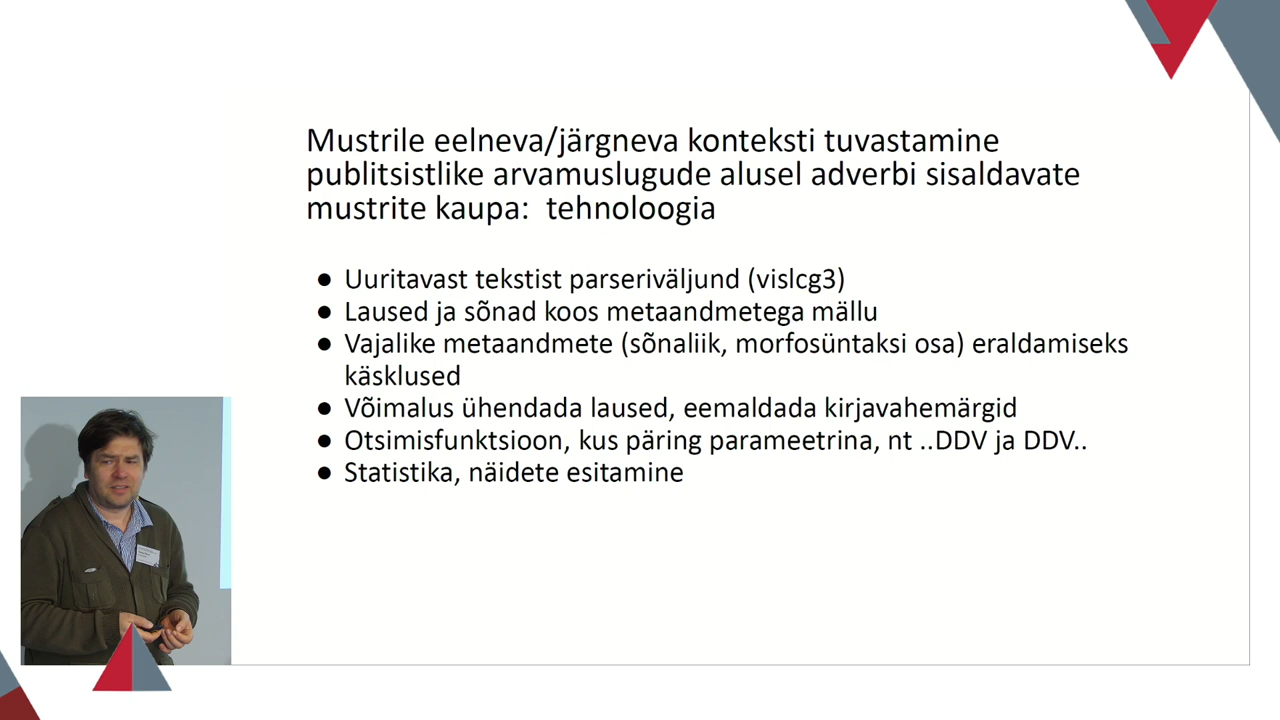 Mustrile eelneva/järgneva konteksti tuvastamine
publitsistlike arvamuslugude alusel adverbi sisaldavate
mustrite kaupa:  tehnoloogia
● Uuritavast tekstist parseriväljund (vislcg3)
● Laused ja sõnad koos metaandmetega mällu
● Vajalike metaandmete (sõnaliik, morfosüntaksi osa) eraldamiseks
käsklused
● Võimalus ühendada laused, eemaldada kirjavahemärgid
● Otsimisfunktsioon, kus päring parameetrina, nt ..DDV ja DDV..
● Statistika, näidete esitamine